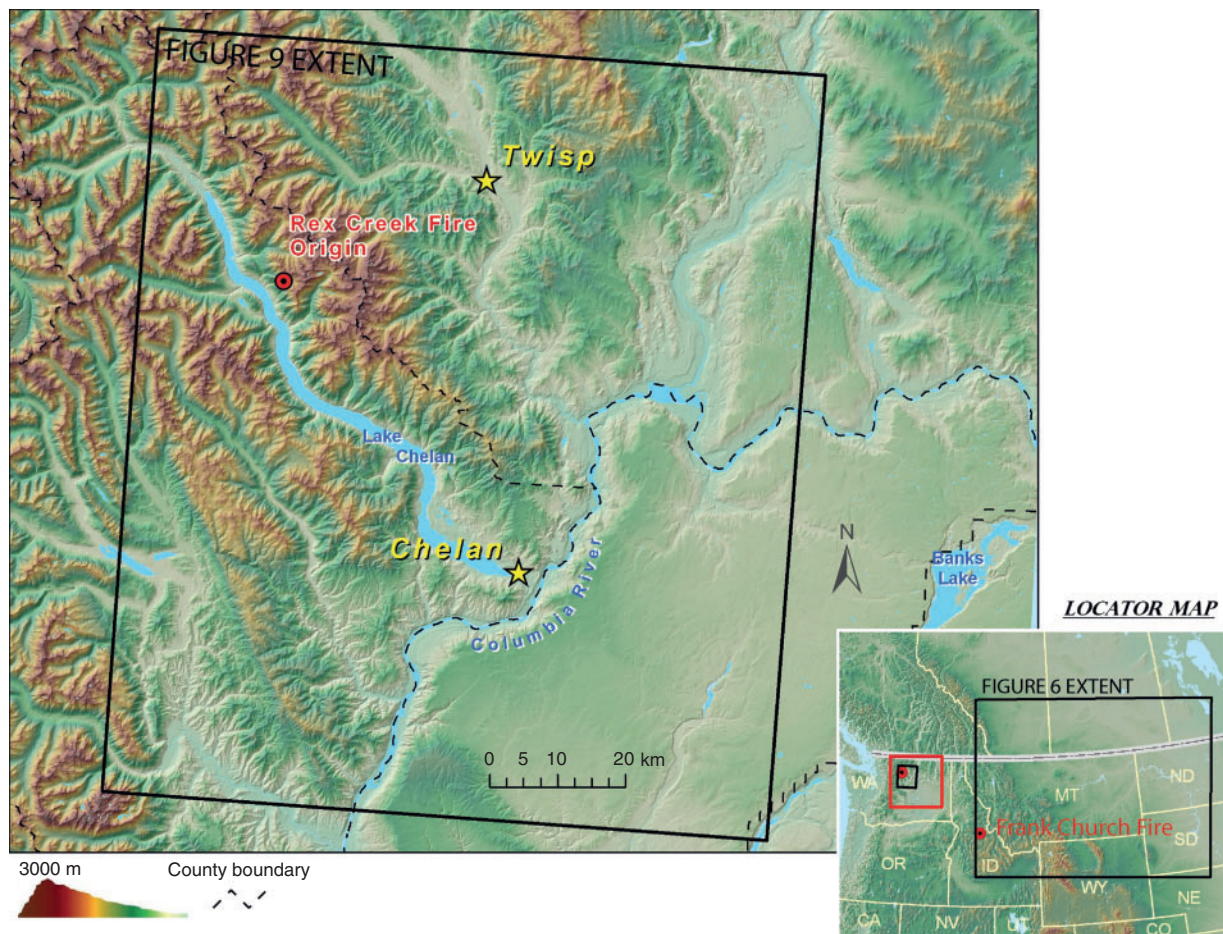 FIGURE 9 EXTENT
Twisp
Rex Creek Fire
Origin
Lake
Chelan
Chelan
Columbia River
N
Banks
Lake
0 5 10 20 km
3000 m
County boundary
LOCATOR MAP
FIGURE 6 EXTENT
WA
MT
ND
Frank Church Fire
SD
OR
ID
WY
NE
CA
NV
UT
CO